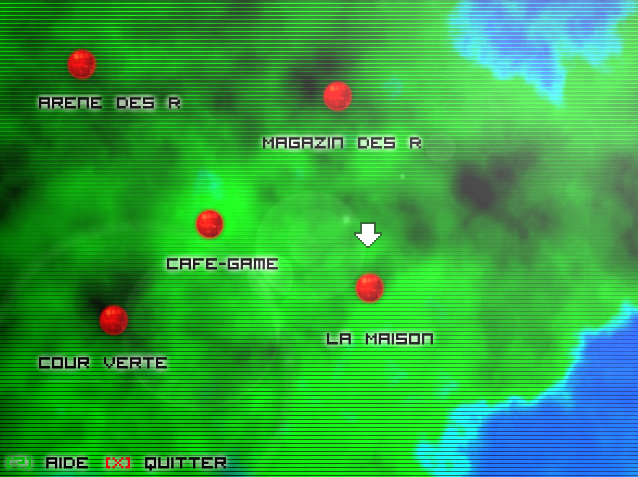 ARENE DES R
MAGAZIN DES R
CAFE-GAME
LA MAISON
COUR VERTE
[?] AIDE [X] QUITTER